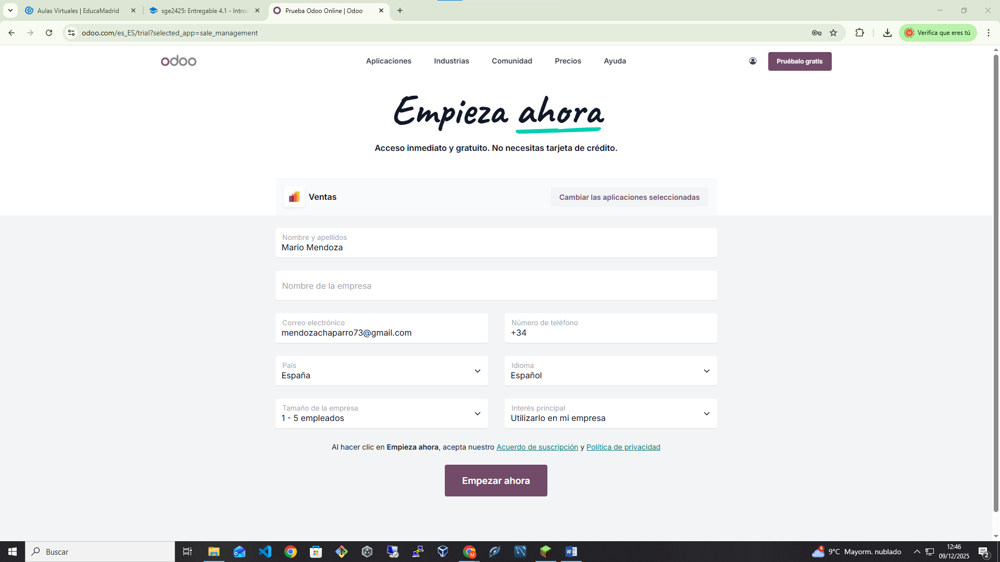 Aulas Virtuales | EducaMadrid
sge2425: Entregable 4.1 - Introd
Prueba Odoo Online | Odoo
odoo.com/es_ES/trial?selected_app=sale_management
M
Verifica que eres tú
odoo
Aplicaciones
Industrias
Comunidad
Precios
Ayuda
Pruébalo gratis
Empieza ahora
Acceso inmediato y gratuito. No necesitas tarjeta de crédito.
Ventas
Cambiar las aplicaciones seleccionadas
Nombre y apellidos
Mario Mendoza
Nombre de la empresa
Correo electrónico
mendozachaparro73@gmail.com
Número de teléfono
+34
País
España
Idioma
Español
Tamaño de la empresa
1 - 5 empleados
Interés principal
Utilizarlo en mi empresa
Al hacer clic en Empieza ahora, acepta nuestro Acuerdo de suscripción y Política de privacidad
Empezar ahora
Buscar
M
W
6
9°C Mayorm. nublado
12:46
09/12/2025
2